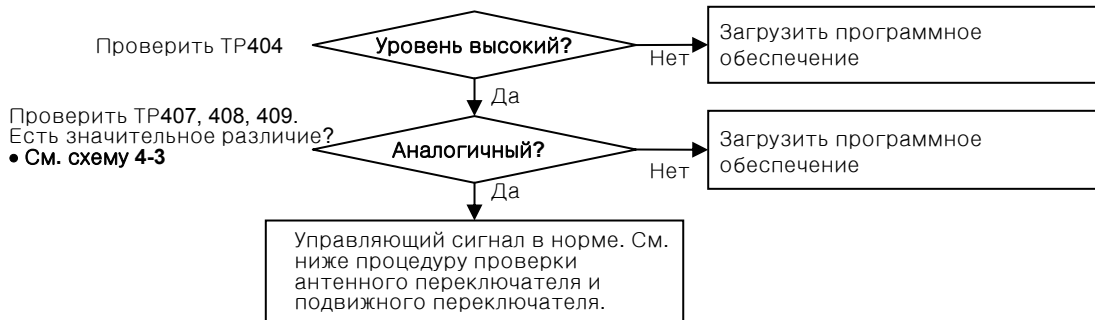 Проверить TP404
Уровень высокий?
Нет
Загрузить программное
обеспечение
Да
Проверить TP407, 408, 409.
Есть значительное различие?
• См. схему 4-3
Аналогичный?
Нет
Загрузить программное
обеспечение
Да
Управляющий сигнал в норме. См.
ниже процедуру проверки
антенного переключателя и
подвижного переключателя.